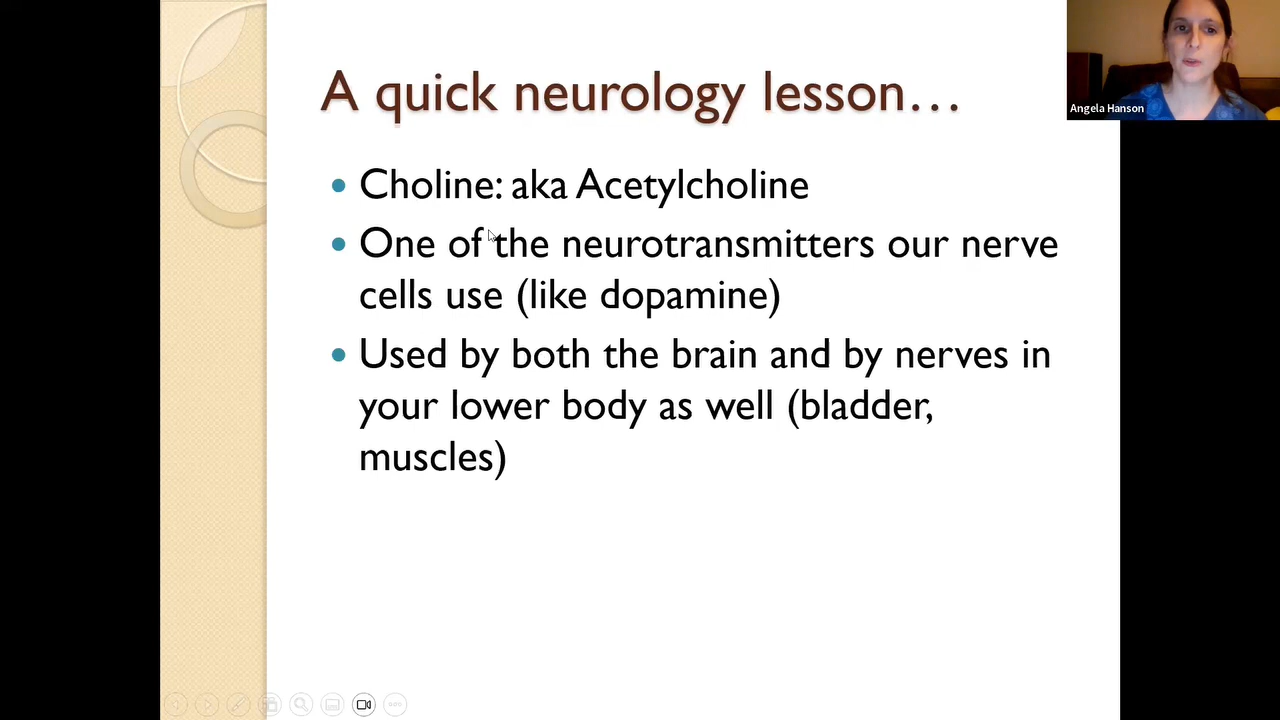 A quick neurology lesson…
Choline: aka Acetylcholine
One of the neurotransmitters our nerve
cells use (like dopamine)
Used by both the brain and by nerves in
your lower body as well (bladder,
muscles)
Angela Hanson